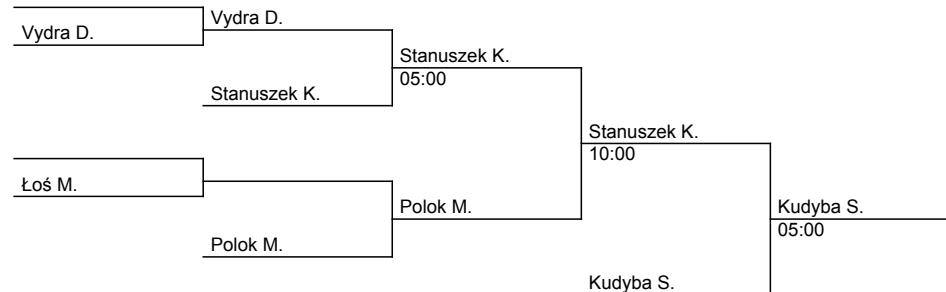 Vydra D.
Vydra D.
Stanuszek K.
05:00
Stanuszek K.
Stanuszek K.
10:00
Łoś M.
Polok M.
Kudyba S.
05:00
Polok M.
Kudyba S.